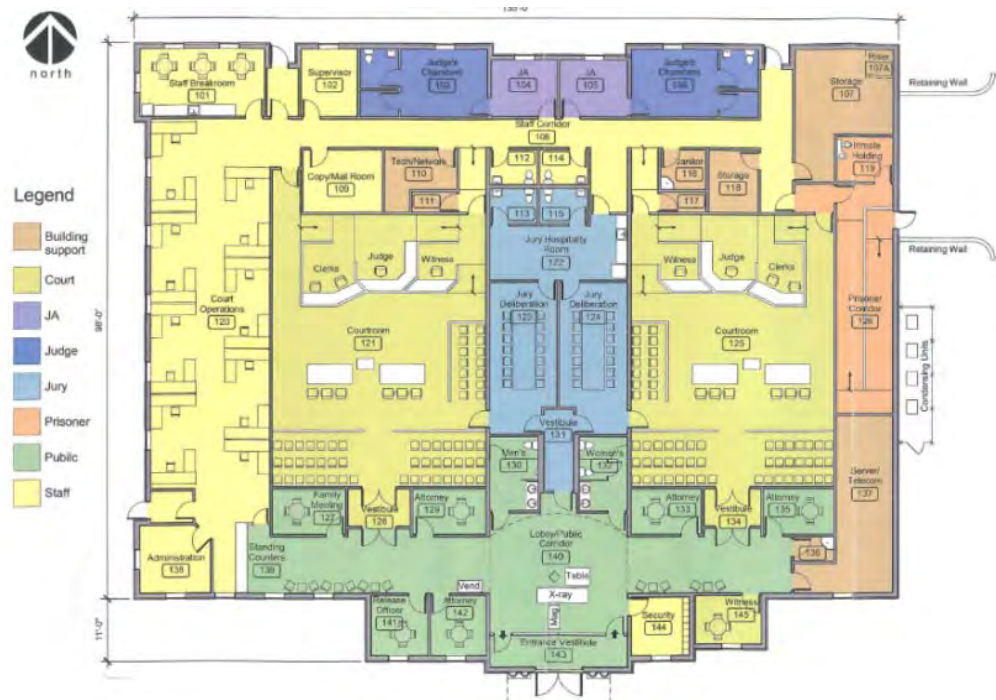 135'-0"
north
Legend
Building
support
Court
JA
Judge
Jury
Prisoner
Public
Staff
98'-0"
11'-0"
Staff Breakroom
101
Supervisor
102
Judge's
Chambers
103
JA
104
JA
105
Judge's
Chambers
106
Storage
107
Riser
107A
Retaining Wall
Staff Corridor
108
Copy/Mail Room
109
Tech/Network
110
111
112
114
113
115
Janitor
116
117
Storage
118
Inmate
Holding
119
Retaining Wall
Court
Operations
120
Clerks
Judge
Witness
Courtroom
121
Jury Hospitality
Room
122
Jury
Deliberation
123
Jury
Deliberation
124
Witness
Judge
Clerks
Courtroom
125
Prisoner
Corridor
126
Condensing Units
Family
Meeting
127
Vestibule
128
Attorney
129
Men's
130
Vestibule
131
Women's
132
Attorney
133
Vestibule
134
Attorney
135
136
Server/
Telecom
137
Administration
138
Standing
Counters
139
Lobby/Public
Corridor
140
Table
X-ray
Mag
Vend
Release
Officer
141
Attorney
142
Entrance Vestibule
143
Security
144
Witness
145